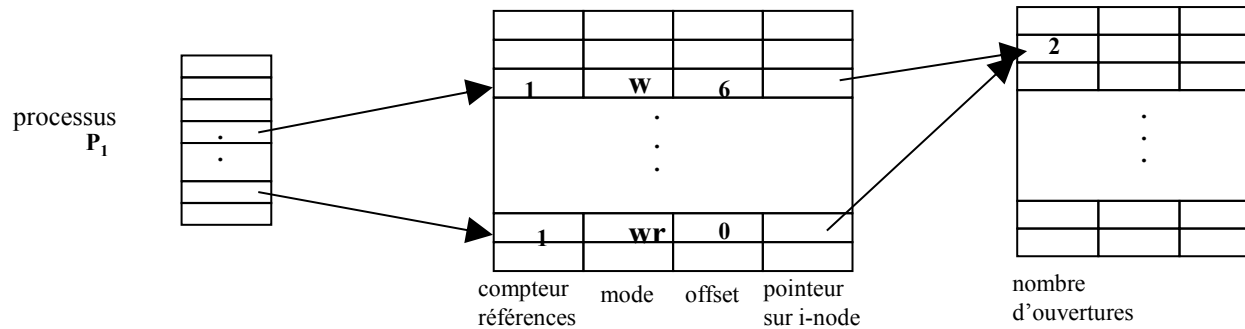 processus
P1
1 w 6
2
1 wr 0
compteur références
mode
offset
pointeur sur i-node
nombre d'ouvertures